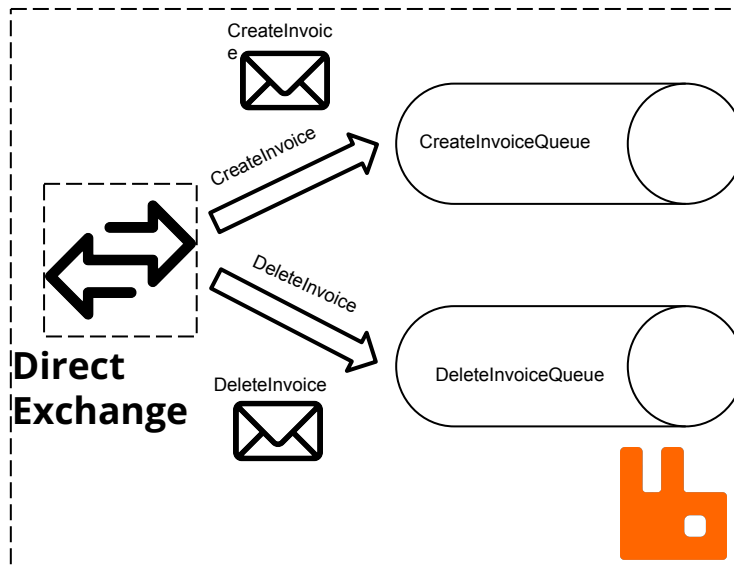 CreateInvoic
e
CreateInvoice
CreateInvoiceQueue
DeleteInvoice
Direct
Exchange
DeleteInvoice
DeleteInvoiceQueue